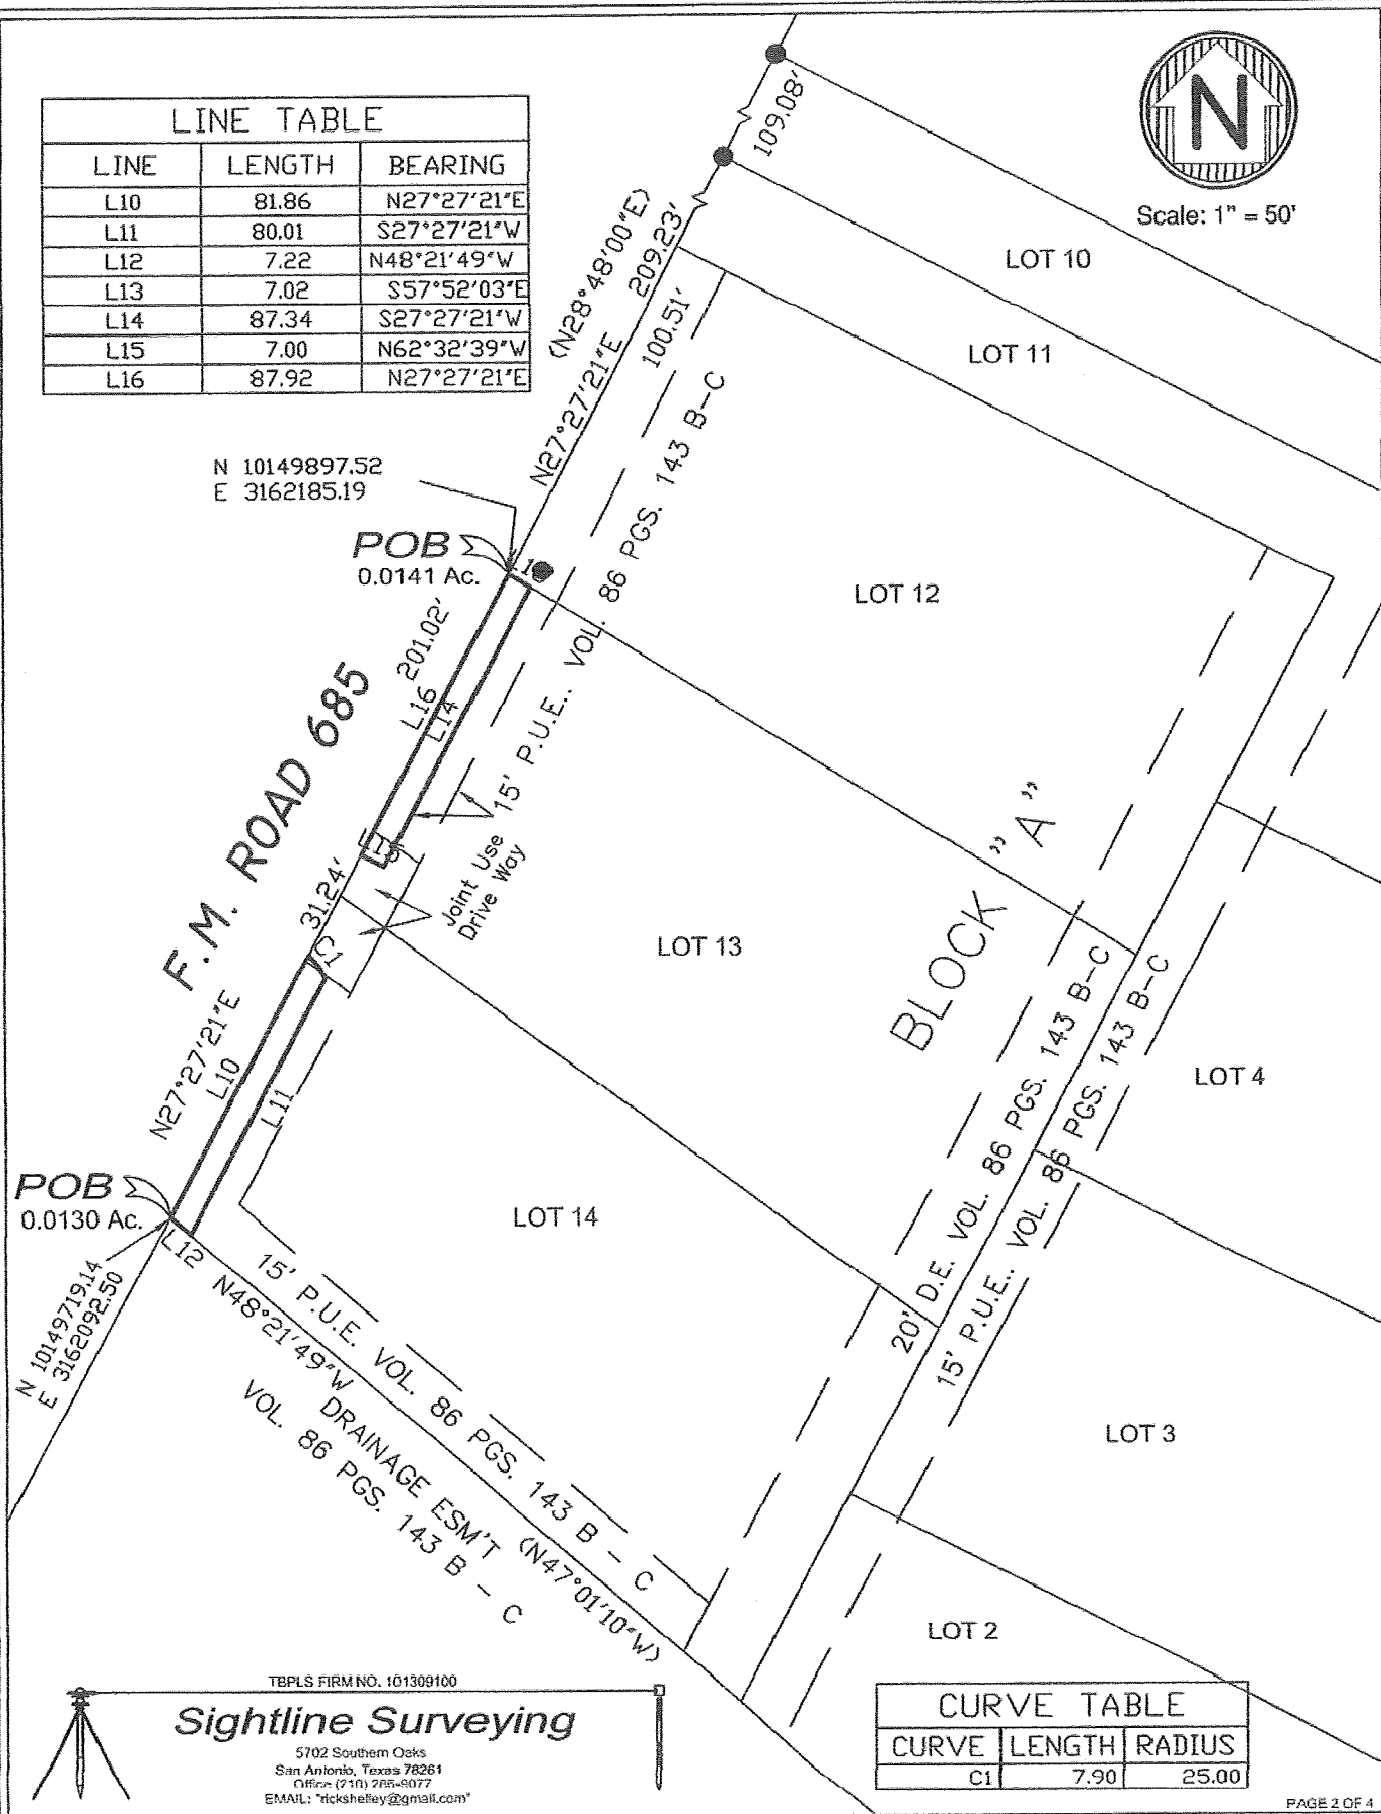 LINE TABLE
LINE LENGTH BEARING
L10 81.86 N27°27'21"E
L11 80.01 S27°27'21"W
L12 7.22 N48°21'49"W
L13 7.02 S57°52'03"E
L14 87.34 S27°27'21"W
L15 7.00 N62°32'39"W
L16 87.92 N27°27'21"E
N
Scale: 1" = 50'
109.08'
(N28°48'00"E)
N27°27'21"E 209.23'
100.51'
LOT 10
LOT 11
N 10149897.52
E 3162185.19
POB
0.0141 Ac.
15' P.U.E.. VOL. 86 PGS. 143 B-C
LOT 12
201.02'
L16
L14
F.M. ROAD 685
Joint Use
Drive Way
31.24'
C1
LOT 13
BLOCK "A"
N27°27'21"E
L10
L11
LOT 4
POB
0.0130 Ac.
L12
N 10149719.14
E 3162092.50
LOT 14
20' D.E. VOL. 86 PGS. 143 B-C
15' P.U.E.. VOL. 86 PGS. 143 B-C
15' P.U.E. VOL. 86 PGS. 143 B - C
N48°21'49"W
DRAINAGE ESM'T
VOL. 86 PGS. 143 B - C
(N47°01'10"W)
LOT 3
LOT 2
TBPLS FIRM NO. 101309100
Sightline Surveying
5702 Southern Oaks
San Antonio, Texas 78261
Office (210) 265-9077
EMAIL: "rickshelley@gmail.com"
CURVE TABLE
CURVE LENGTH RADIUS
C1 7.90 25.00
PAGE 2 OF 4